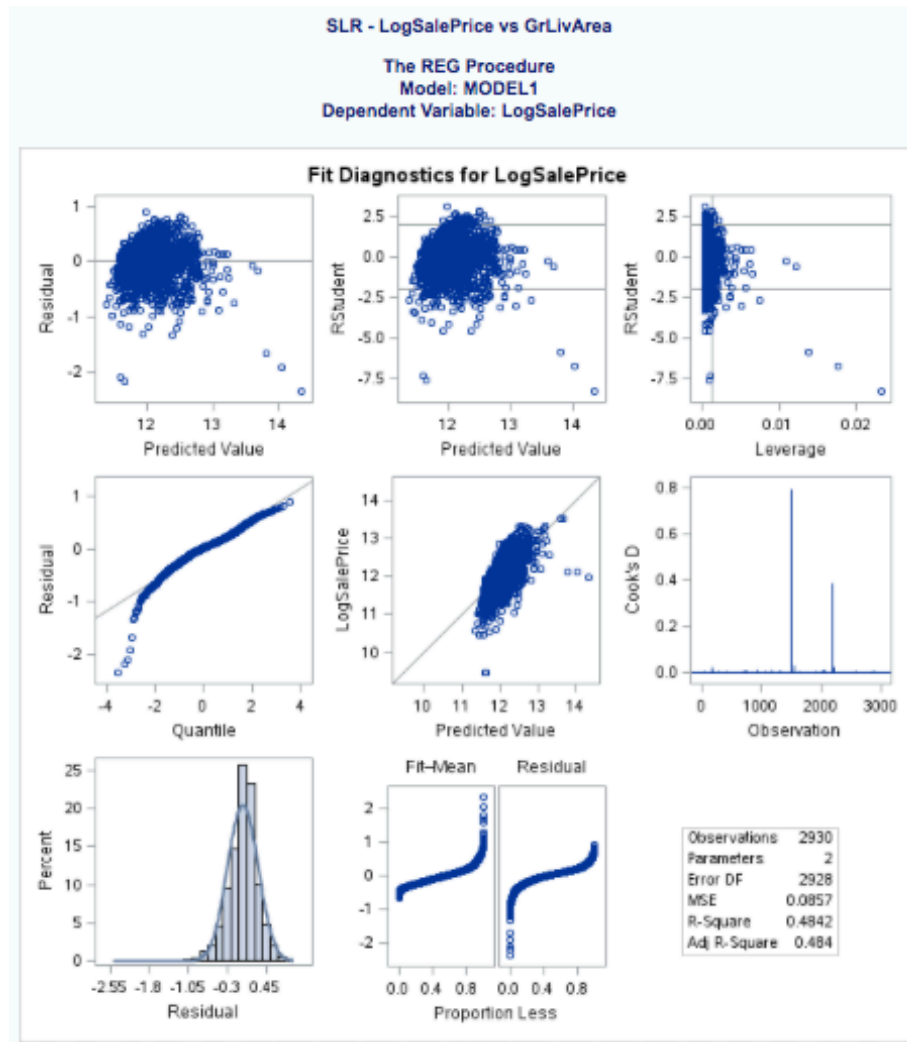 SLR - LogSalePrice vs GrLivArea
The REG Procedure
Model: MODEL1
Dependent Variable: LogSalePrice
Fit Diagnostics for LogSalePrice
1
0
-1
-2
Residual
12 13 14
Predicted Value
2.5
0.0
-2.5
-5.0
-7.5
RStudent
12 13 14
Predicted Value
2.5
0.0
-2.5
-5.0
-7.5
RStudent
0.00 0.01 0.02
Leverage
1
0
-1
-2
Residual
-4 -2 0 2 4
Quantile
14
13
12
11
10
LogSalePrice
10 11 12 13 14
Predicted Value
0.8
0.6
0.4
0.2
0.0
Cook's D
0 1000 2000 3000
Observation
25
20
15
10
5
0
Percent
-2.55 -1.8 -1.05 -0.3 0.45
Residual
Fit–Mean Residual
2
1
0
-1
-2
0.0 0.4 0.8 0.0 0.4 0.8
Proportion Less
Observations 2930
Parameters 2
Error DF 2928
MSE 0.0857
R-Square 0.4842
Adj R-Square 0.484